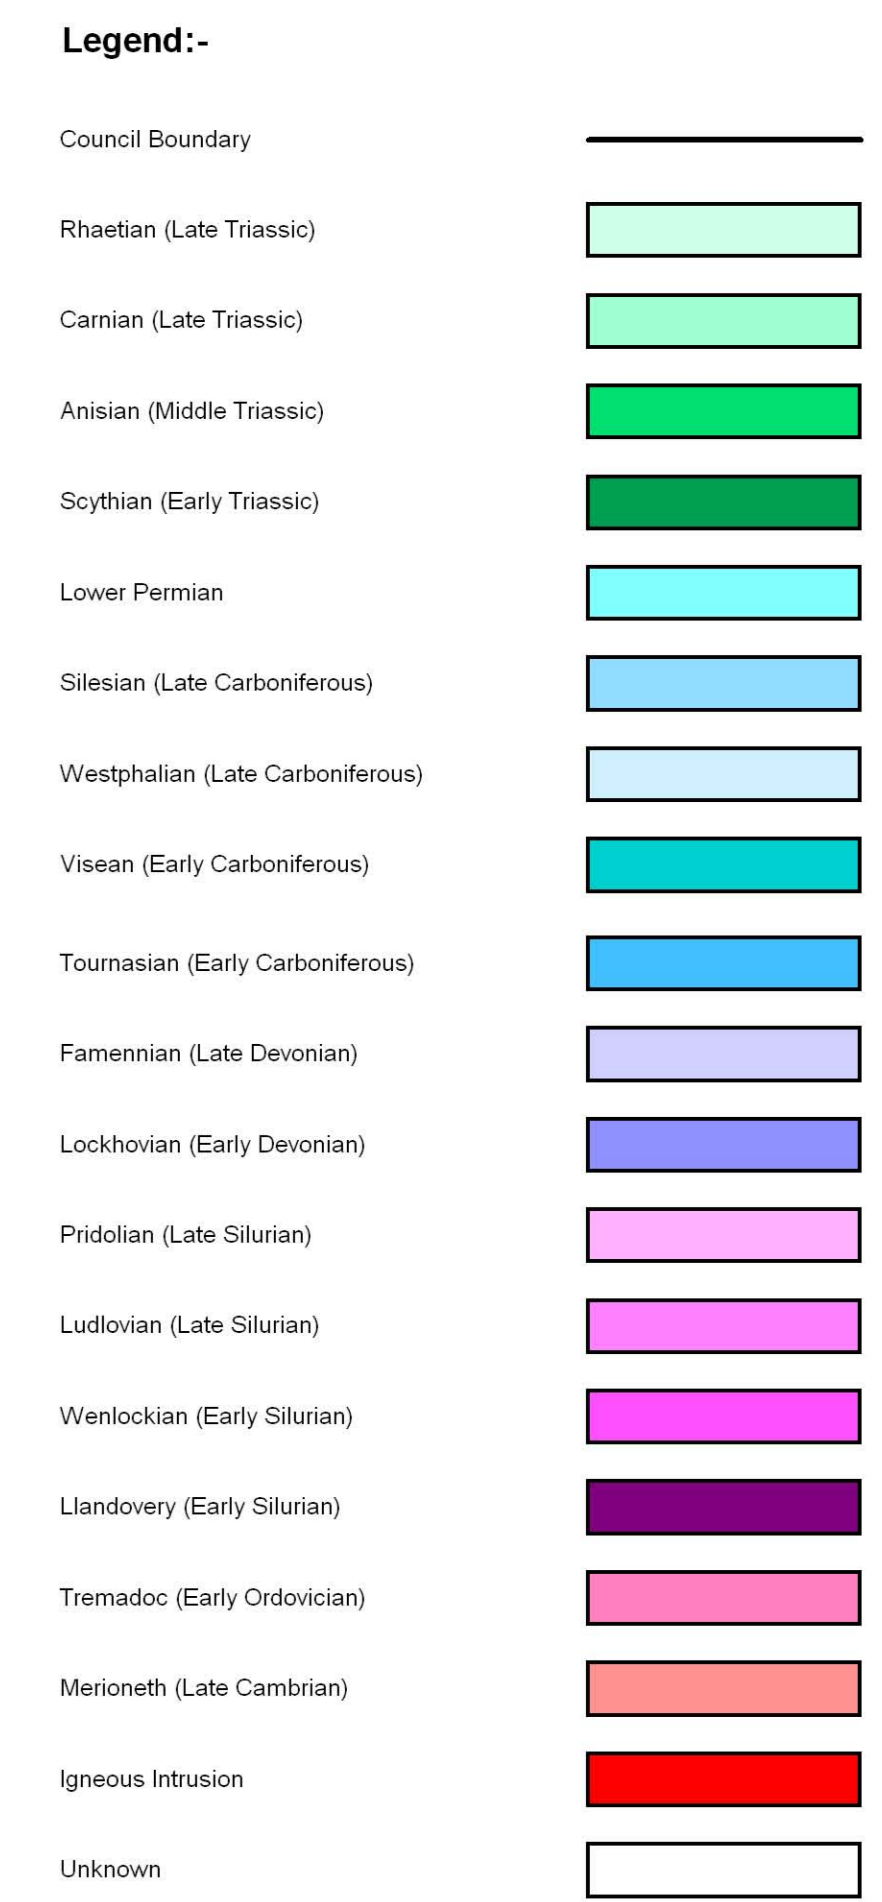 Legend:-
Council Boundary
Rhaetian (Late Triassic)
Carnian (Late Triassic)
Anisian (Middle Triassic)
Scythian (Early Triassic)
Lower Permian
Silesian (Late Carboniferous)
Westphalian (Late Carboniferous)
Visean (Early Carboniferous)
Tournasian (Early Carboniferous)
Famennian (Late Devonian)
Lockhovian (Early Devonian)
Pridolian (Late Silurian)
Ludlovian (Late Silurian)
Wenlockian (Early Silurian)
Llandovery (Early Silurian)
Tremadoc (Early Ordovician)
Merioneth (Late Cambrian)
Igneous Intrusion
Unknown